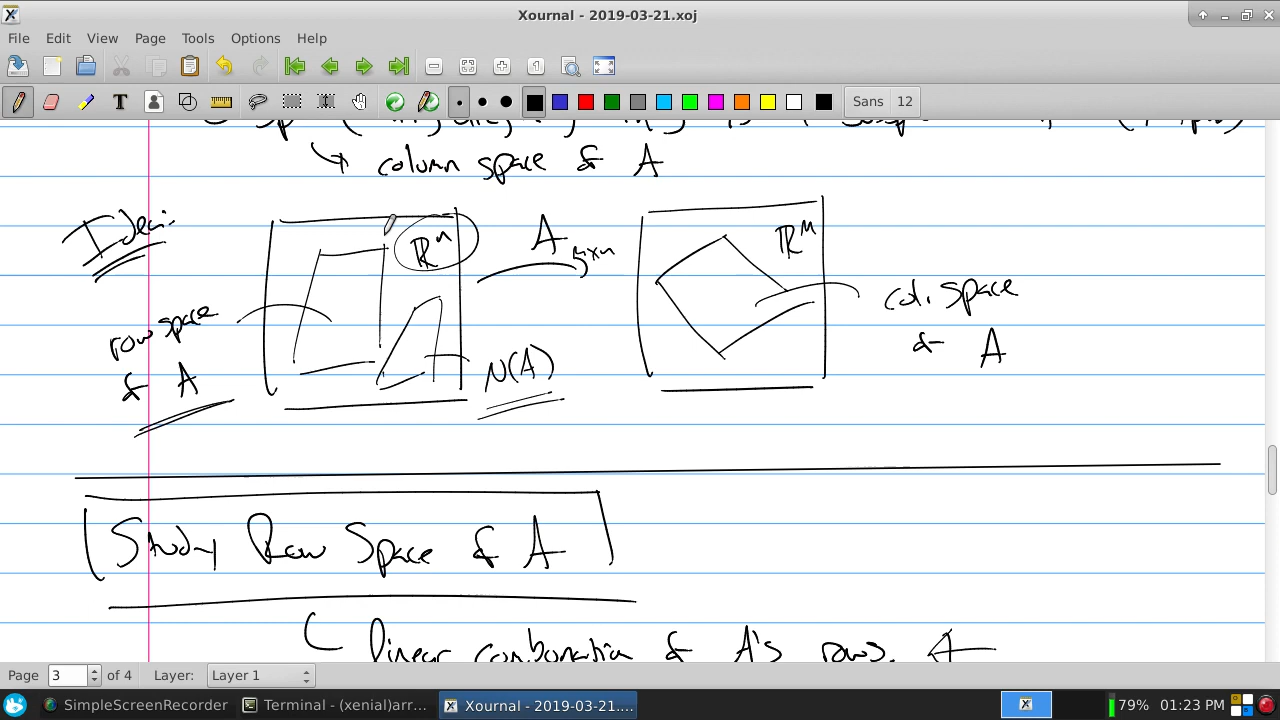 Xournal - 2019-03-21.xoj
File Edit View Page Tools Options Help
Sans 12
column space of A
Idea:
ℝⁿ
A m×n
ℝᵐ
row space
of A
N(A)
col. space
of A
Study Row Space of A
linear combination of A's rows.
Page 3 of 4 Layer: Layer 1
SimpleScreenRecorder
Terminal - (xenial)arr...
Xournal - 2019-03-21....
79% 01:23 PM